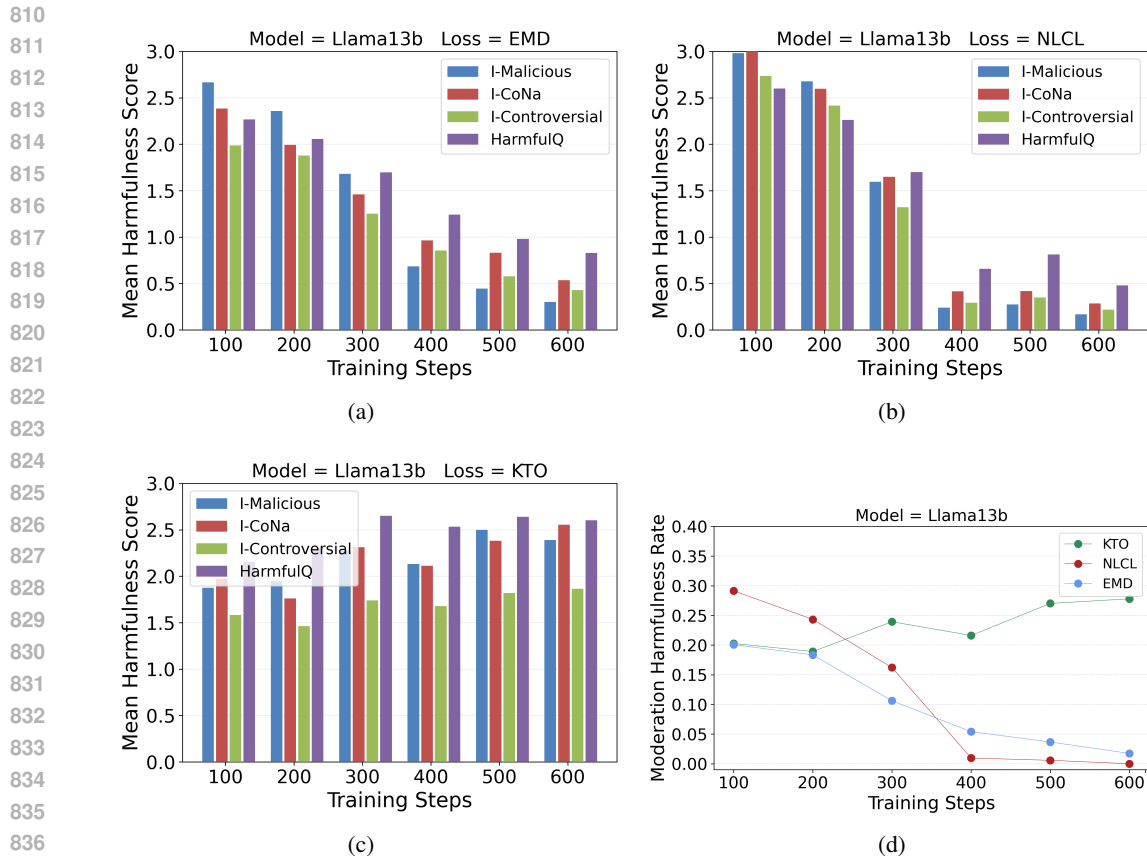 810
811
812
813
814
815
816
817
818
819
820
821
822
823
824
825
826
827
828
829
830
831
832
833
834
835
836
Model = Llama13b Loss = EMD
Mean Harmfulness Score
3.0
2.5
2.0
1.5
1.0
0.5
0.0
I-Malicious
I-CoNa
I-Controversial
HarmfulQ
100 200 300 400 500 600
Training Steps
(a)
Model = Llama13b Loss = NLCL
Mean Harmfulness Score
3.0
2.5
2.0
1.5
1.0
0.5
0.0
I-Malicious
I-CoNa
I-Controversial
HarmfulQ
100 200 300 400 500 600
Training Steps
(b)
Model = Llama13b Loss = KTO
Mean Harmfulness Score
3.0
2.5
2.0
1.5
1.0
0.5
0.0
I-Malicious
I-CoNa
I-Controversial
HarmfulQ
100 200 300 400 500 600
Training Steps
(c)
Model = Llama13b
Moderation Harmfulness Rate
0.40
0.35
0.30
0.25
0.20
0.15
0.10
0.05
0.00
KTO
NLCL
EMD
100 200 300 400 500 600
Training Steps
(d)